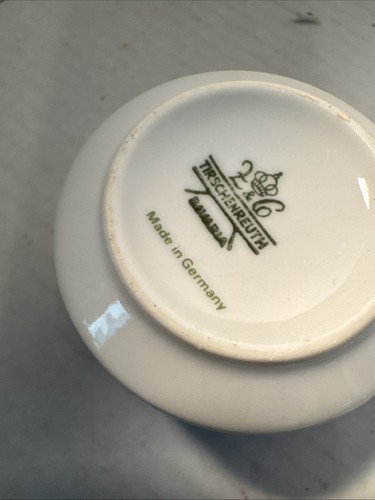 Z & C
TIRSCHENREUTH
BAVARIA
Made in Germany